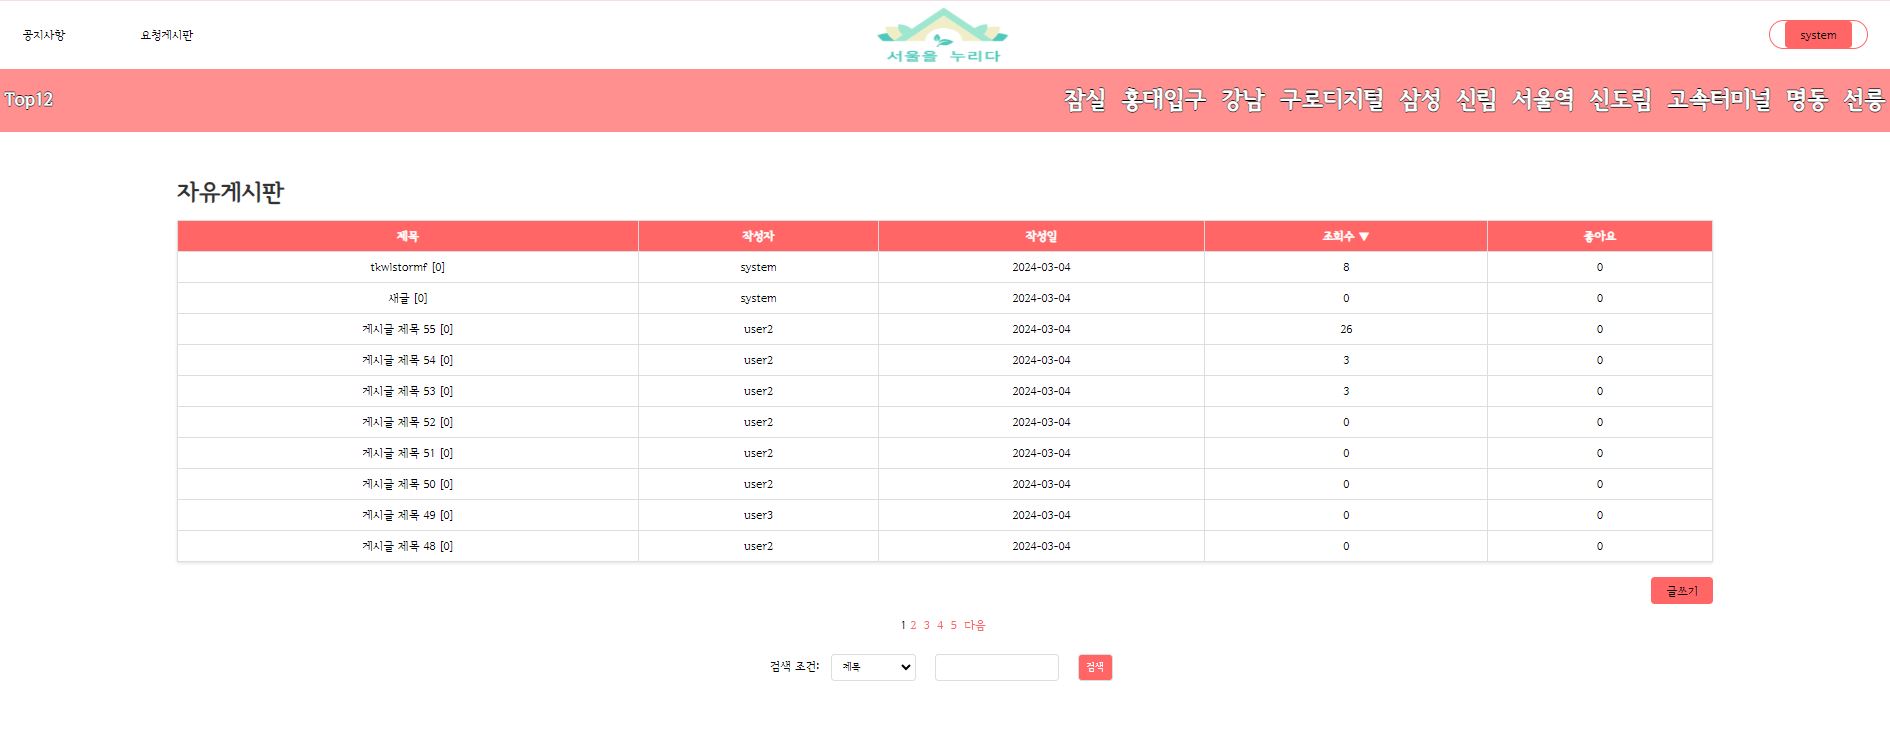 공지사항 요청게시판 서울을 누리다 system
Top12 잠실 홍대입구 강남 구로디지털 삼성 신림 서울역 신도림 고속터미널 명동 선릉
자유게시판
제목 작성자 작성일 조회수 ▼ 좋아요
tkwlstormf [0] system 2024-03-04 8 0
새글 [0] system 2024-03-04 0 0
게시글 제목 55 [0] user2 2024-03-04 26 0
게시글 제목 54 [0] user2 2024-03-04 3 0
게시글 제목 53 [0] user2 2024-03-04 3 0
게시글 제목 52 [0] user2 2024-03-04 0 0
게시글 제목 51 [0] user2 2024-03-04 0 0
게시글 제목 50 [0] user2 2024-03-04 0 0
게시글 제목 49 [0] user3 2024-03-04 0 0
게시글 제목 48 [0] user2 2024-03-04 0 0
글쓰기
1 2 3 4 5 다음
검색 조건: 제목 검색